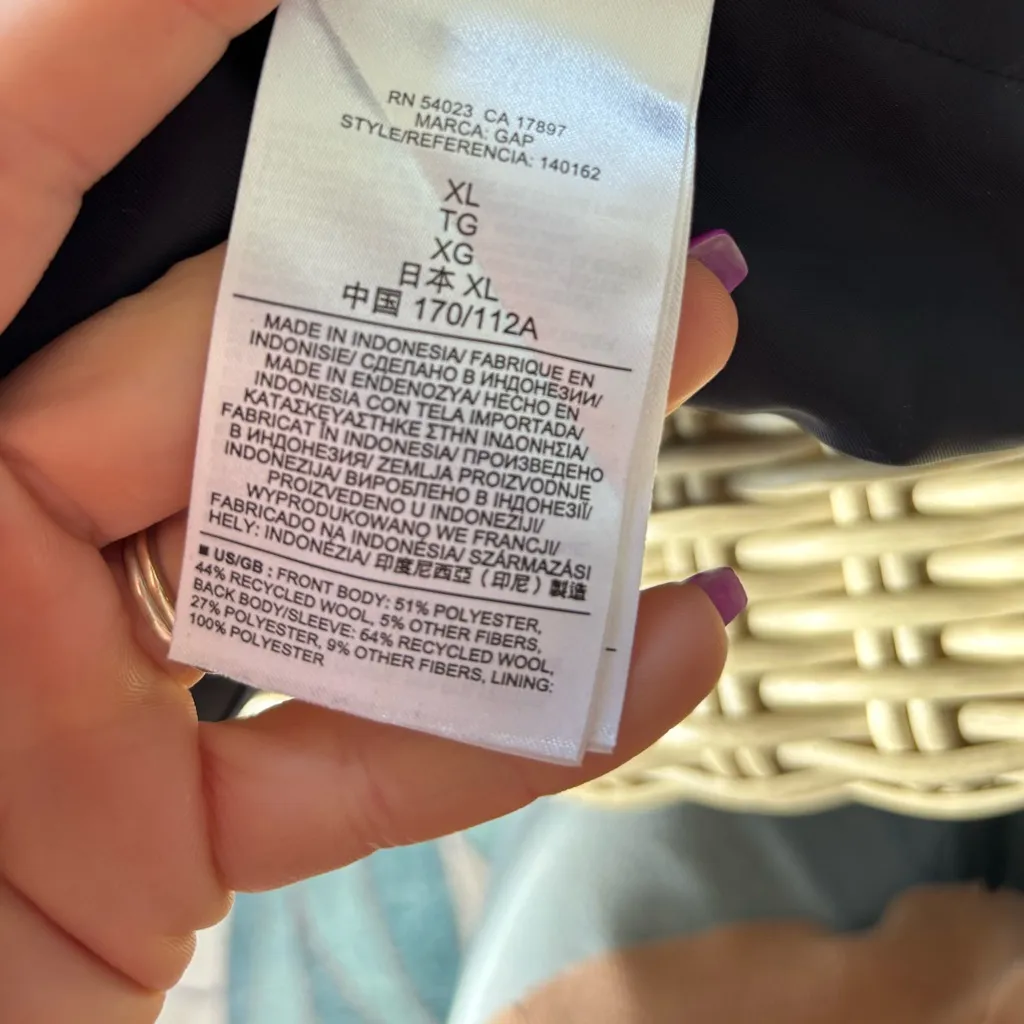 RN 54023 CA 17897
MARCA: GAP
STYLE/REFERENCIA: 140162
XL
TG
XG
日本 XL
中国 170/112A
MADE IN INDONESIA/ FABRIQUE EN
INDONISIE/ СДЕЛАНО В ИНДОНЕЗИИ/
MADE IN ENDENOZYA/ HECHO EN
INDONESIA CON TELA IMPORTADA/
ΚΑΤΑΣΚΕΥΑΣΤΗΚΕ ΣΤΗΝ ΙΝΔΟΝΗΣΙΑ/
FABRICAT ÎN INDONESIA/ ПРОИЗВЕДЕНО
В ИНДОНЕЗИЯ/ ZEMLJA PROIZVODNJE
INDONEZIJA/ ВИРОБЛЕНО В ІНДОНЕЗІЇ/
PROIZVEDENO U INDONEZIJI/
WYPRODUKOWANO WE FRANCJI/
FABRICADO NA INDONÉSIA/ SZÁRMAZÁSI
HELY: INDONÉZIA/ 印度尼西亞（印尼）製造
■ US/GB : FRONT BODY: 51% POLYESTER,
44% RECYCLED WOOL, 5% OTHER FIBERS,
BACK BODY/SLEEVE: 64% RECYCLED WOOL,
27% POLYESTER, 9% OTHER FIBERS, LINING:
100% POLYESTER